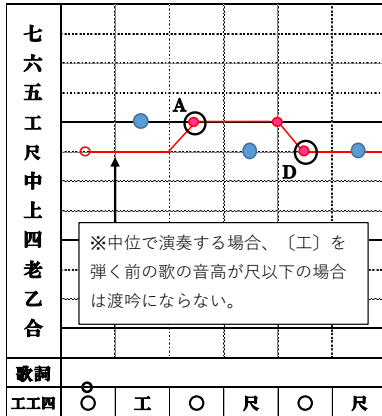 七
六
五
工
尺
中
上
四
老
乙
合
A
D
※中位で演奏する場合、〔工〕を
弾く前の歌の音高が尺以下の場合
は渡吟にならない。
歌詞
工工四 〇 工 〇 尺 〇 尺